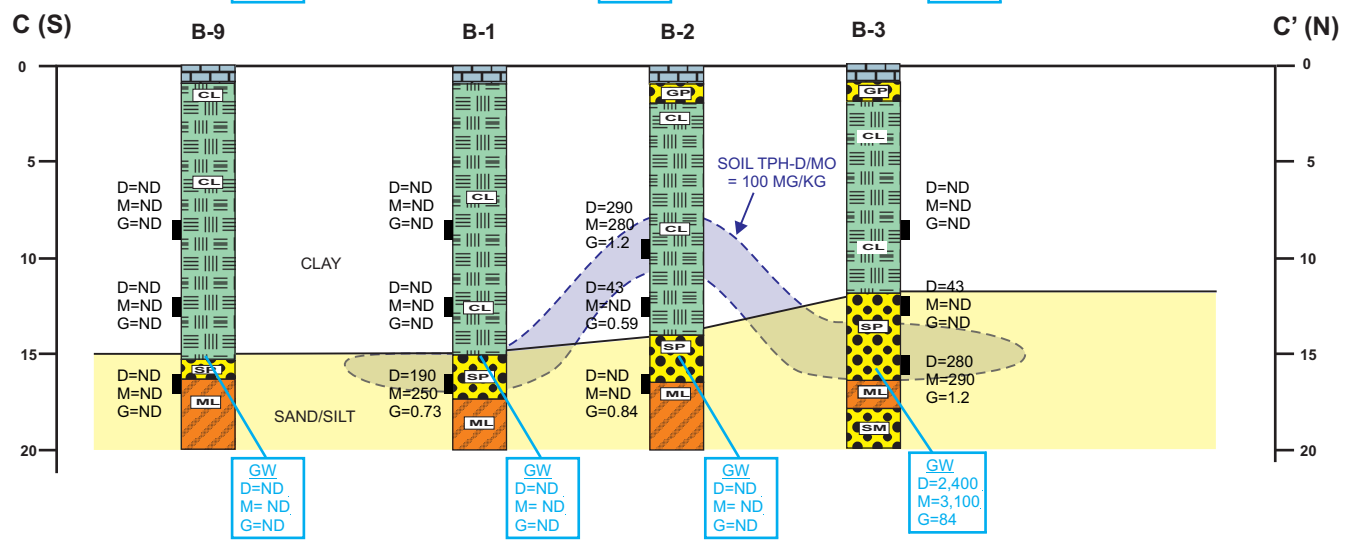 C (S)
B-9
B-1
B-2
B-3
C' (N)
0
0
CL
CL
GP
GP
CL
CL
5
5
SOIL TPH-D/MO
= 100 MG/KG
CL
D=ND
M=ND
G=ND
D=ND
M=ND
G=ND
CL
D=290
M=280
G=1.2
CL
D=ND
M=ND
G=ND
CL
10
10
CLAY
D=ND
M=ND
G=ND
D=ND
M=ND
G=ND
CL
D=43
M=ND
G=0.59
D=43
M=ND
G=ND
SP
SP
15
15
SP
D=ND
M=ND
G=ND
D=190
M=250
G=0.73
SP
D=ND
M=ND
G=0.84
D=280
M=290
G=1.2
ML
ML
ML
SAND/SILT
ML
SM
20
20
GW
D=ND
M= ND
G=ND
GW
D=ND
M= ND
G=ND
GW
D=ND
M= ND
G=ND
GW
D=2,400
M=3,100
G=84